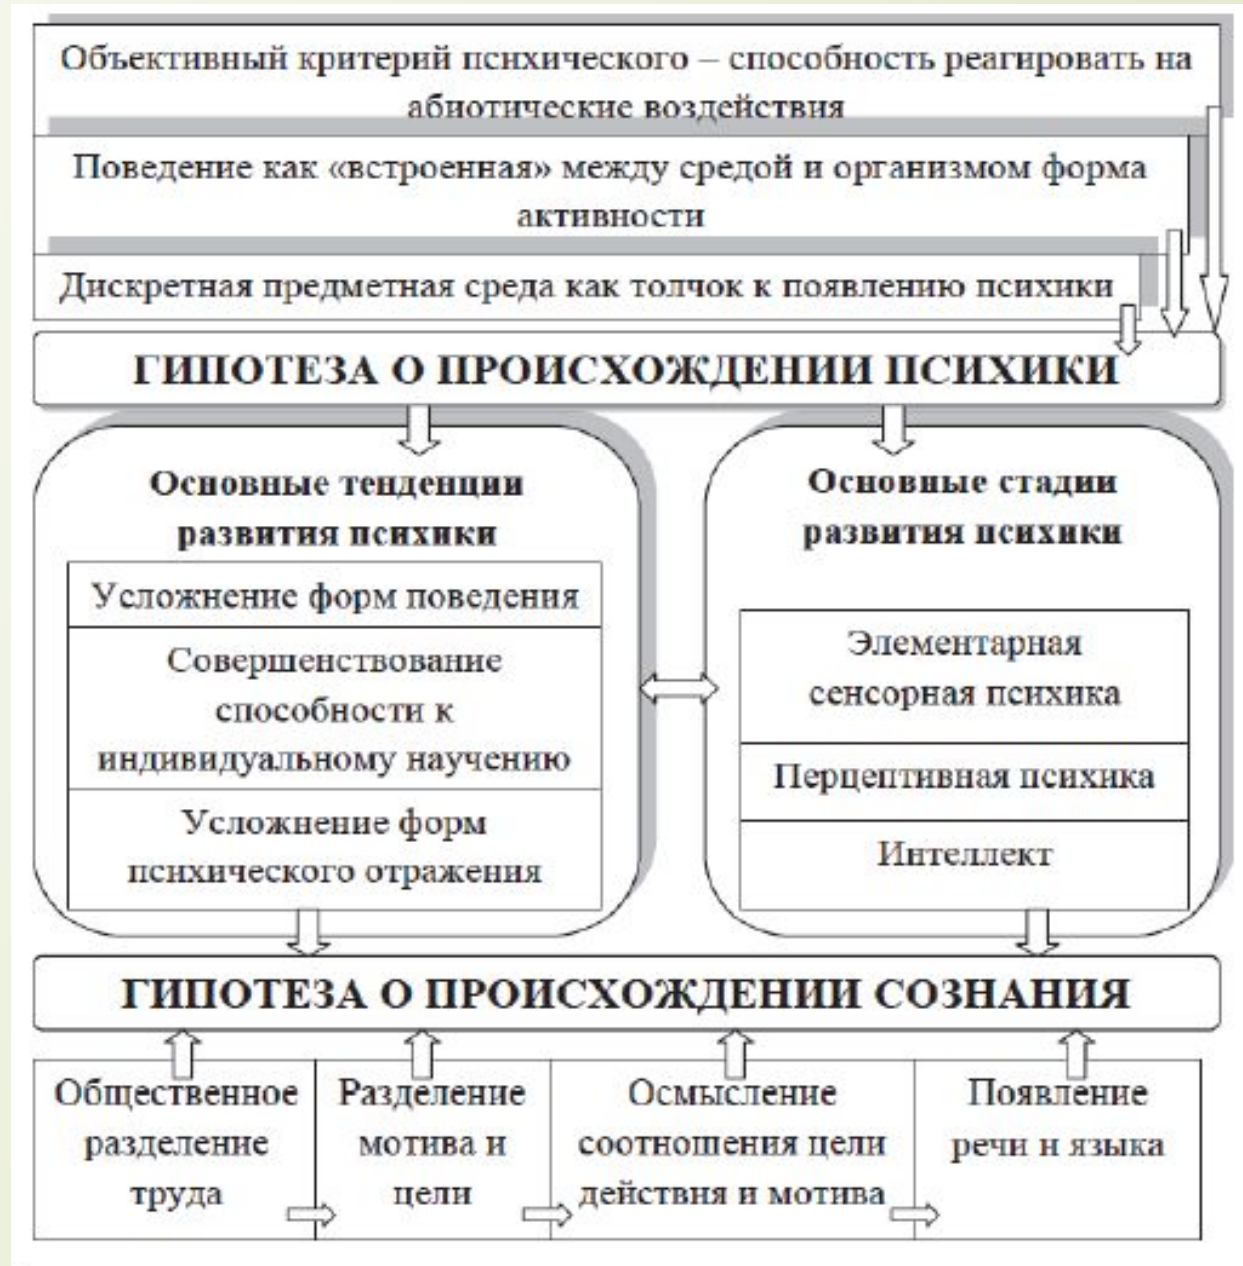 Объективный критерий психического – способность реагировать на
абиотические воздействия
Поведение как «встроенная» между средой и организмом форма
активности
Дискретная предметная среда как толчок к появлению психики
ГИПОТЕЗА О ПРОИСХОЖДЕНИИ ПСИХИКИ
Основные тенденции
развития психики
Усложнение форм поведения
Совершенствование
способности к
индивидуальному научению
Усложнение форм
психического отражения
Основные стадии
развития психики
Элементарная
сенсорная психика
Перцептивная психика
Интеллект
ГИПОТЕЗА О ПРОИСХОЖДЕНИИ СОЗНАНИЯ
Общественное
разделение
труда
Разделение
мотива и
цели
Осмысление
соотношения цели
действия и мотива
Появление
речи и языка